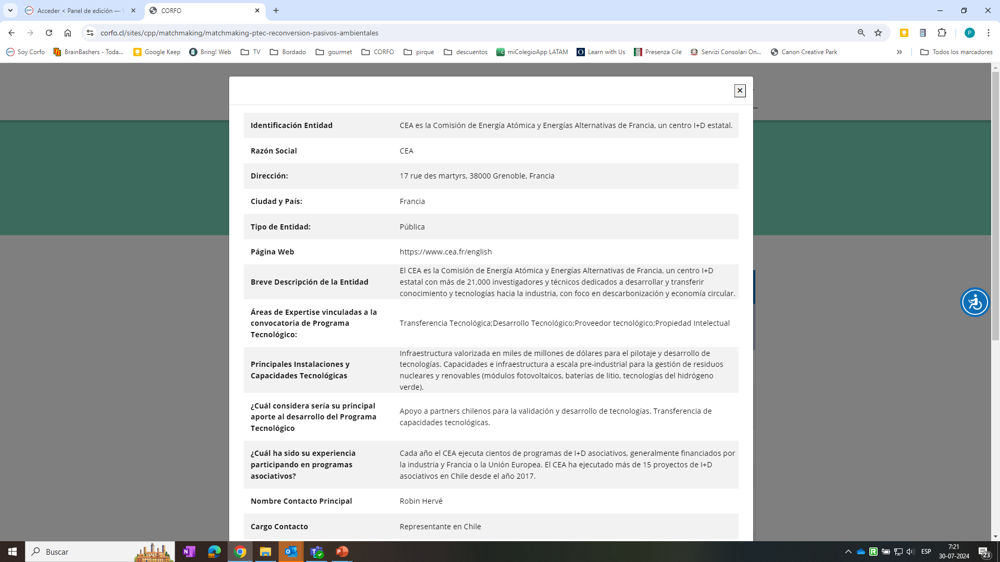 Acceder < Panel de edición —
CORFO
corfo.cl/sites/cpp/matchmaking/matchmaking-ptec-reconversion-pasivos-ambientales
P
Soy Corfo
BrainBashers - Toda...
Google Keep
Bring! Web
TV
Bordado
gourmet
CORFO
pirque
descuentos
miColegioApp LATAM
Learn with Us
Presenza Cile
Servizi Consolari On...
Canon Creative Park
Todos los marcadores
Identificación Entidad
CEA es la Comisión de Energía Atómica y Energías Alternativas de Francia, un centro I+D estatal.
Razón Social
CEA
Dirección:
17 rue des martyrs, 38000 Grenoble, Francia
Ciudad y País:
Francia
Tipo de Entidad:
Pública
Página Web
https://www.cea.fr/english
Breve Descripción de la Entidad
El CEA es la Comisión de Energía Atómica y Energías Alternativas de Francia, un centro I+D
estatal con más de 21,000 investigadores y técnicos dedicados a desarrollar y transferir
conocimiento y tecnologías hacia la industria, con foco en descarbonización y economía circular.
Áreas de Expertise vinculadas a la
convocatoria de Programa
Tecnológico:
Transferencia Tecnológica;Desarrollo Tecnológico;Proveedor tecnológico;Propiedad Intelectual
Principales Instalaciones y
Capacidades Tecnológicas
Infraestructura valorizada en miles de millones de dólares para el pilotaje y desarrollo de
tecnologías. Capacidades e infraestructura a escala pre-industrial para la gestión de residuos
nucleares y renovables (módulos fotovoltaicos, baterías de litio, tecnologías del hidrógeno
verde).
¿Cuál considera sería su principal
aporte al desarrollo del Programa
Tecnológico
Apoyo a partners chilenos para la validación y desarrollo de tecnologías. Transferencia de
capacidades tecnológicas.
¿Cuál ha sido su experiencia
participando en programas
asociativos?
Cada año el CEA ejecuta cientos de programas de I+D asociativos, generalmente financiados por
la industria y Francia o la Unión Europea. El CEA ha ejecutado más de 15 proyectos de I+D
asociativos en Chile desde el año 2017.
Nombre Contacto Principal
Robin Hervé
Cargo Contacto
Representante en Chile
Buscar
ESP
7:21
30-07-2024
23